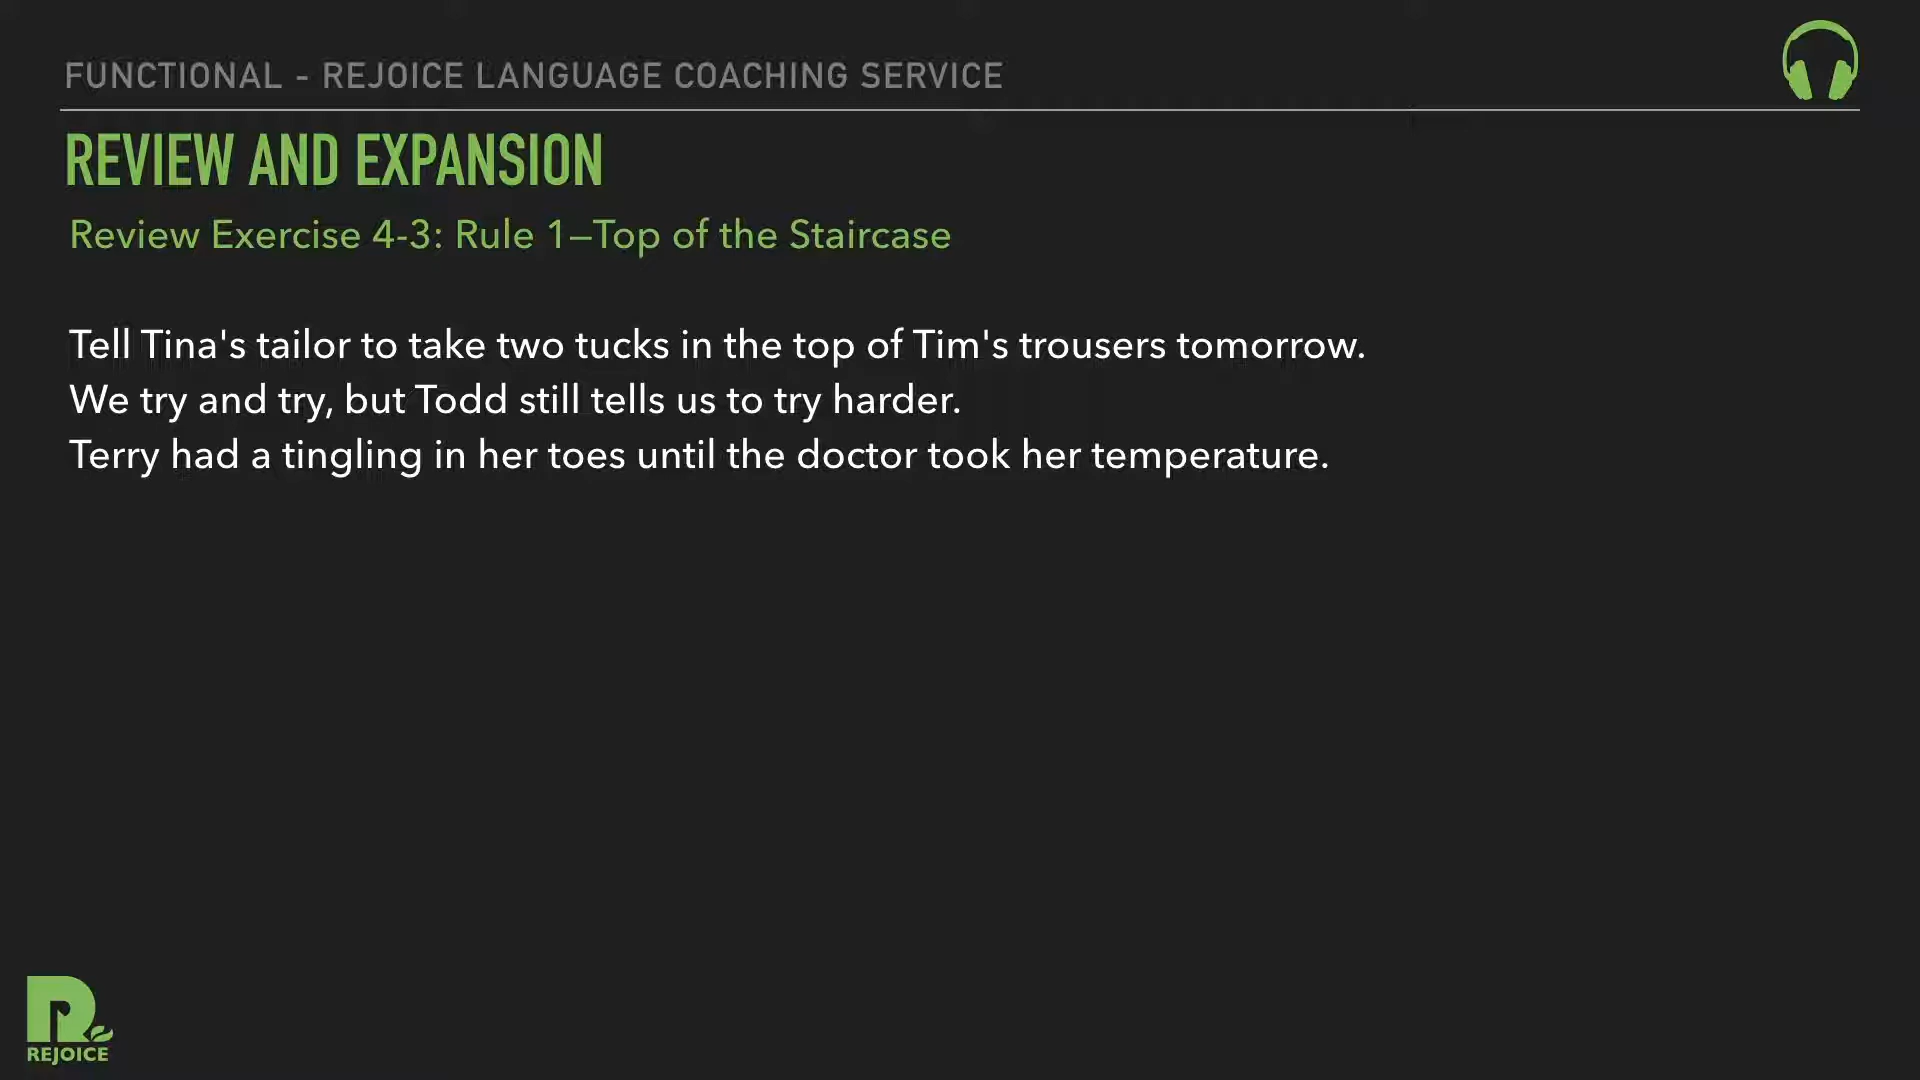 FUNCTIONAL - REJOICE LANGUAGE COACHING SERVICE
REVIEW AND EXPANSION
Review Exercise 4-3: Rule 1—Top of the Staircase
Tell Tina's tailor to take two tucks in the top of Tim's trousers tomorrow.
We try and try, but Todd still tells us to try harder.
Terry had a tingling in her toes until the doctor took her temperature.
REJOICE